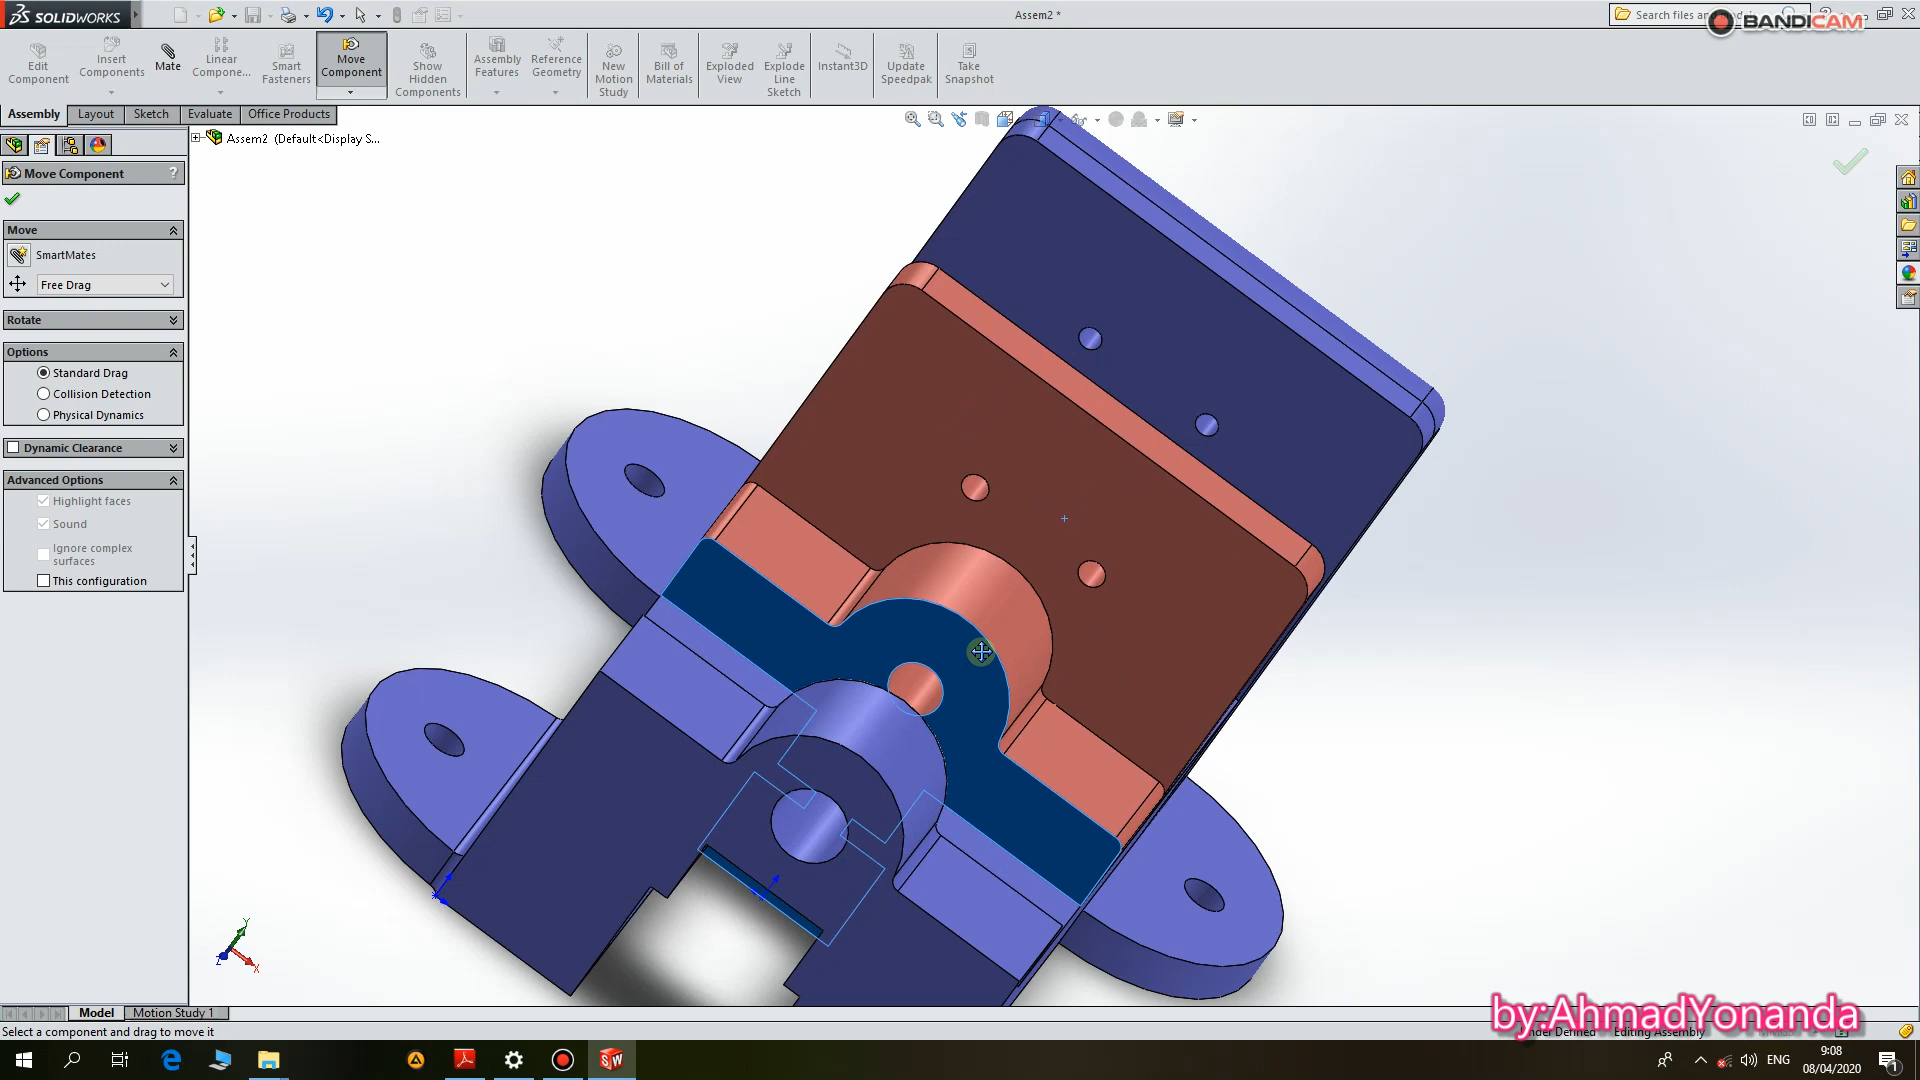 SOLIDWORKS
Assem2 *
Search files an
BANDICAM
Edit Component
Insert Components
Mate
Linear Compone...
Smart Fasteners
Move Component
Show Hidden Components
Assembly Features
Reference Geometry
New Motion Study
Bill of Materials
Exploded View
Explode Line Sketch
Instant3D
Update Speedpak
Take Snapshot
Assembly
Layout
Sketch
Evaluate
Office Products
Assem2 (Default<Display S...
Move Component
?
Move
SmartMates
Free Drag
Rotate
Options
Standard Drag
Collision Detection
Physical Dynamics
Dynamic Clearance
Advanced Options
Highlight faces
Sound
Ignore complex surfaces
This configuration
Y
Z
X
Model
Motion Study 1
Select a component and drag to move it
by:AhmadYonanda
Under Defined
Editing Assembly
SW
ENG
9:08
08/04/2020
1